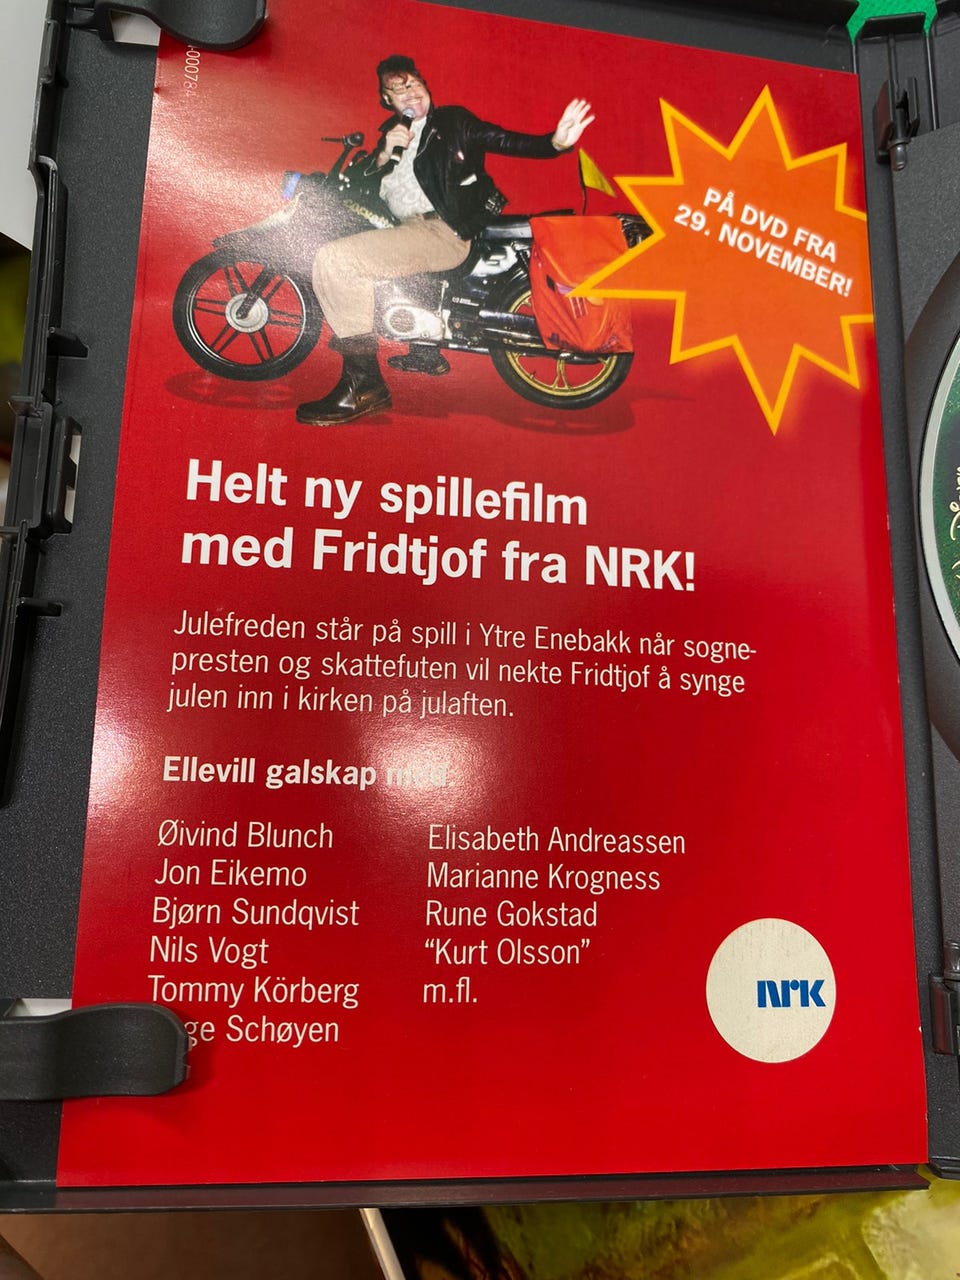 PÅ DVD FRA
29. NOVEMBER!
Helt ny spillefilm
med Fridtjof fra NRK!
Julefreden står på spill i Ytre Enebakk når sogne-
presten og skattefuten vil nekte Fridtjof å synge
julen inn i kirken på julaften.
Ellevill galskap
Øivind Blunch
Jon Eikemo
Bjørn Sundqvist
Nils Vogt
Tommy Körberg
Schøyen
Elisabeth Andreassen
Marianne Krogness
Rune Gokstad
“Kurt Olsson”
m.fl.
NRK